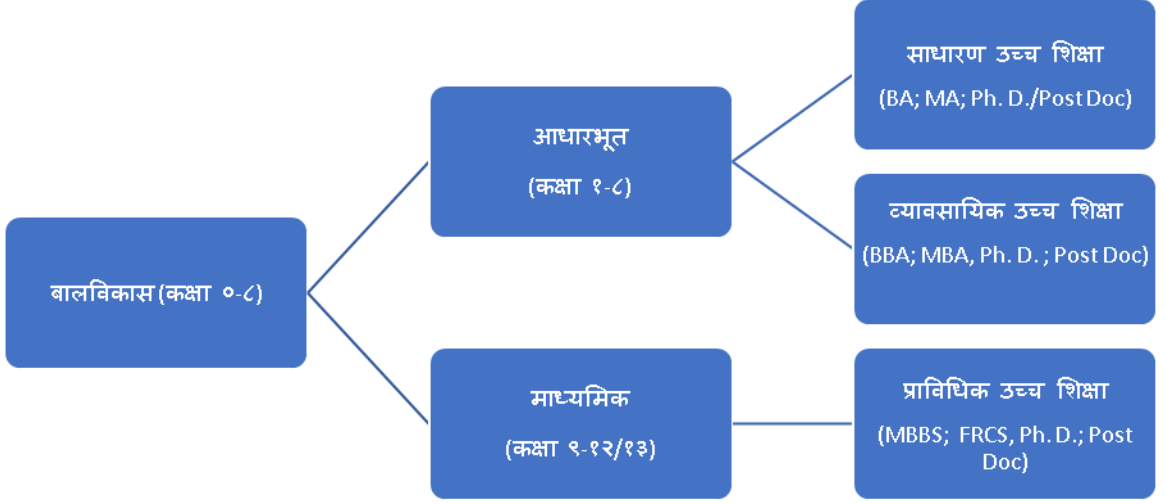 बालविकास (कक्षा ०-८)
आधारभूत
(कक्षा १-८)
माध्यमिक
(कक्षा ९-१२/१३)
साधारण उच्च शिक्षा
(BA; MA; Ph. D./Post Doc)
व्यावसायिक उच्च शिक्षा
(BBA; MBA, Ph. D. ; Post Doc)
प्राविधिक उच्च शिक्षा
(MBBS; FRCS, Ph. D.; Post
Doc)